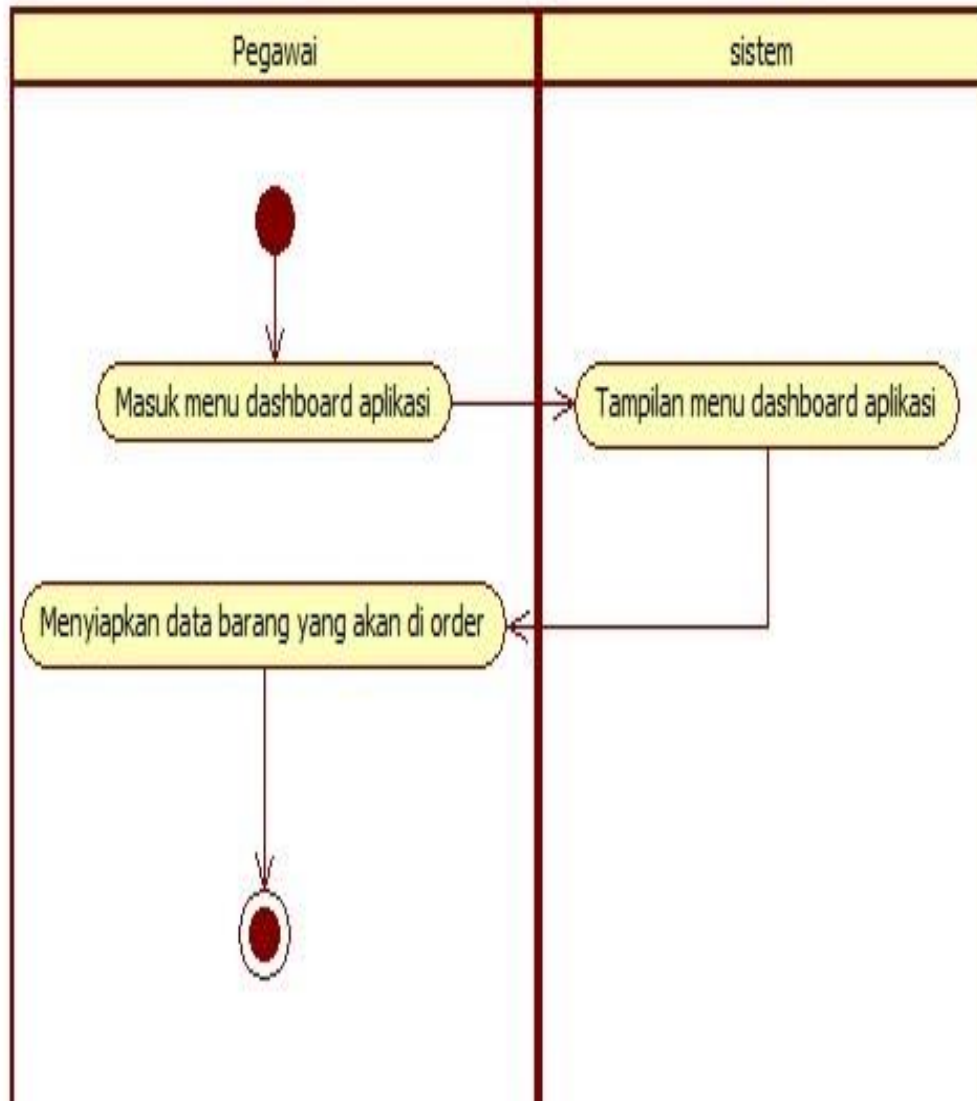 Pegawai
sistem
Masuk menu dashboard aplikasi
Tampilan menu dashboard aplikasi
Menyiapkan data barang yang akan di order